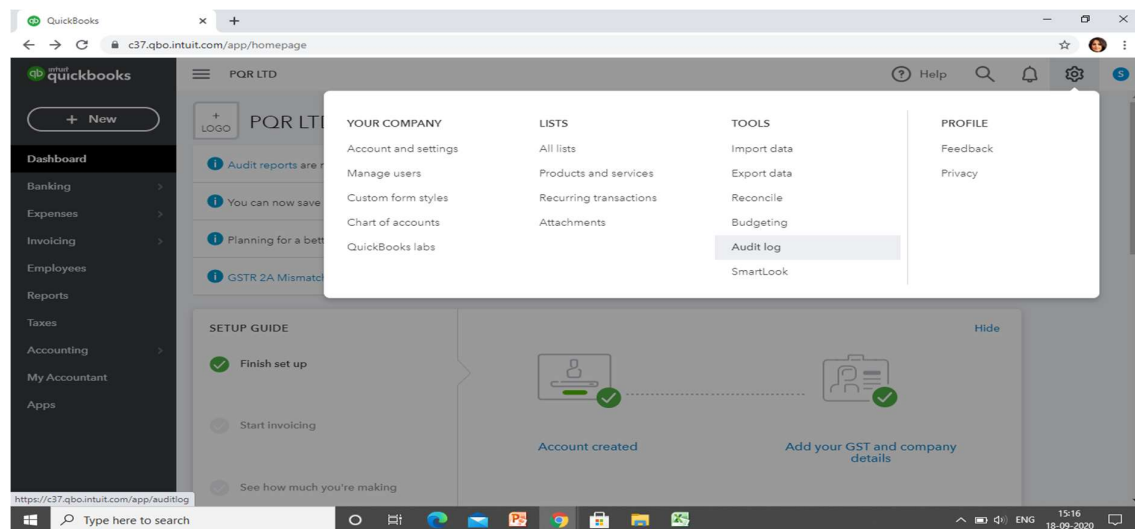 QuickBooks
c37.qbo.intuit.com/app/homepage
qb intuit quickbooks
PQR LTD
Help
S
+ New
Dashboard
Banking
Expenses
Invoicing
Employees
Reports
Taxes
Accounting
My Accountant
Apps
+ LOGO
PQR LT
Audit reports are
You can now save
Planning for a bett
GSTR 2A Mismatc
YOUR COMPANY
Account and settings
Manage users
Custom form styles
Chart of accounts
QuickBooks labs
LISTS
All lists
Products and services
Recurring transactions
Attachments
TOOLS
Import data
Export data
Reconcile
Budgeting
Audit log
SmartLook
PROFILE
Feedback
Privacy
SETUP GUIDE
Hide
Finish set up
Start invoicing
See how much you're making
Account created
Add your GST and company
details
https://c37.qbo.intuit.com/app/auditlog
Type here to search
ENG
15:16
18-09-2020